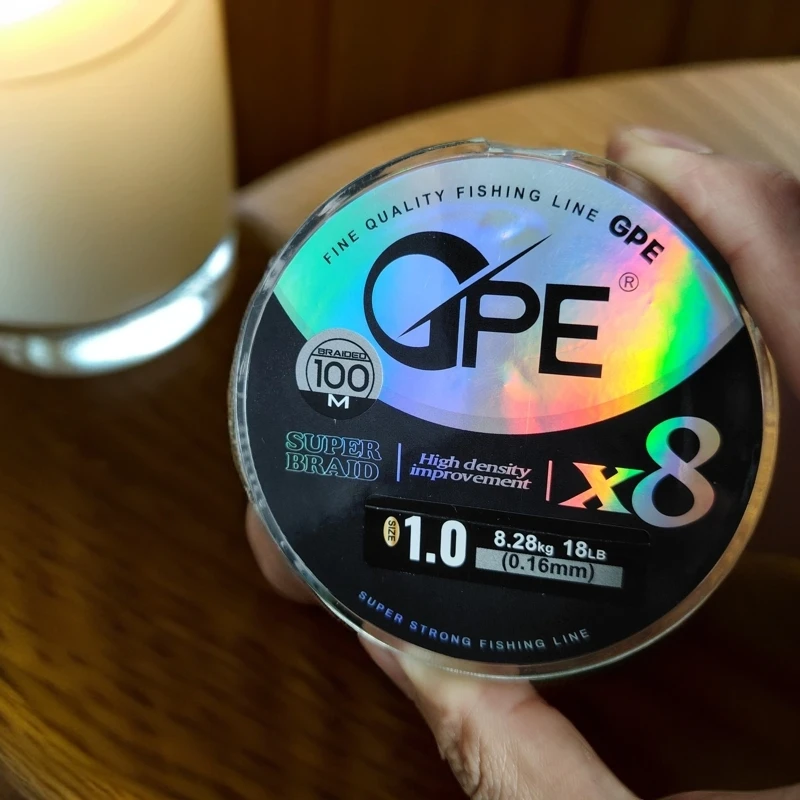 FINE QUALITY FISHING LINE GPE
GPE®
BRAIDED
100
M
SUPER
BRAID
High density
improvement
x8
SIZE 1.0
8.28kg 18LB
(0.16mm)
SUPER STRONG FISHING LINE